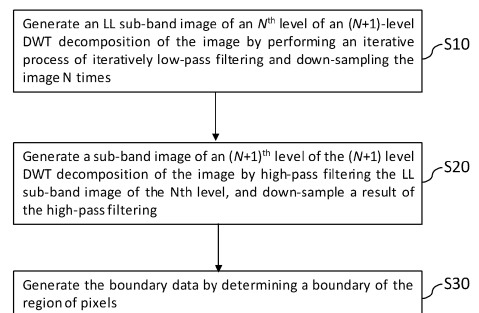 Generate an LL sub-band image of an Nth level of an (N+1)-level
DWT decomposition of the image by performing an iterative
process of iteratively low-pass filtering and down-sampling the
image N times
S10
Generate a sub-band image of an (N+1)th level of the (N+1) level
DWT decomposition of the image by high-pass filtering the LL
sub-band image of the Nth level, and down-sample a result of
the high-pass filtering
S20
Generate the boundary data by determining a boundary of the
region of pixels
S30